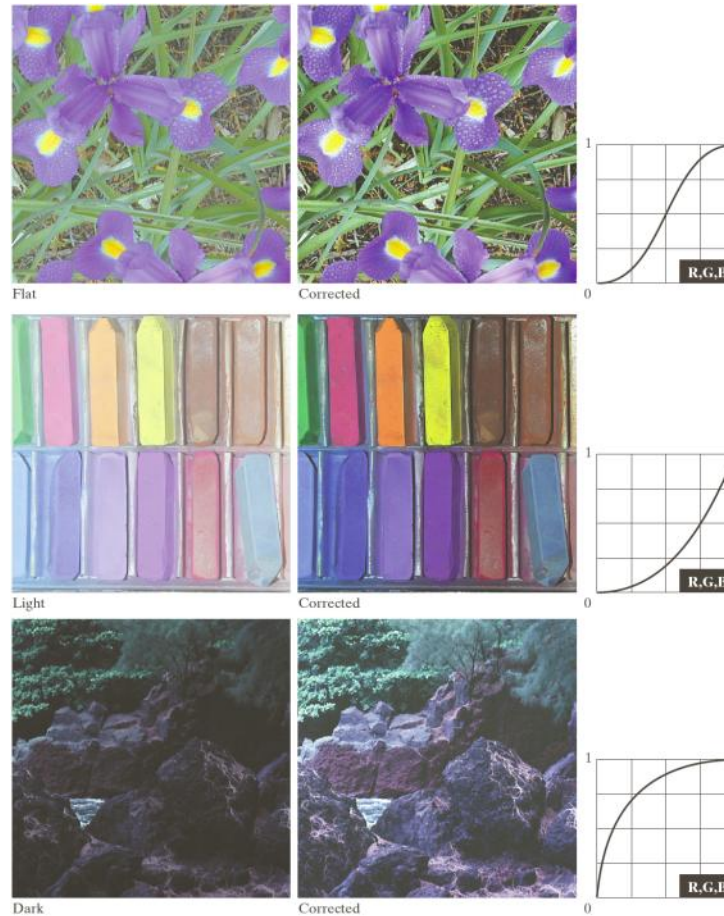 1
R,G,B
Flat
Corrected
0
1
R,G,B
Light
Corrected
0
1
R,G,B
Dark
Corrected
0